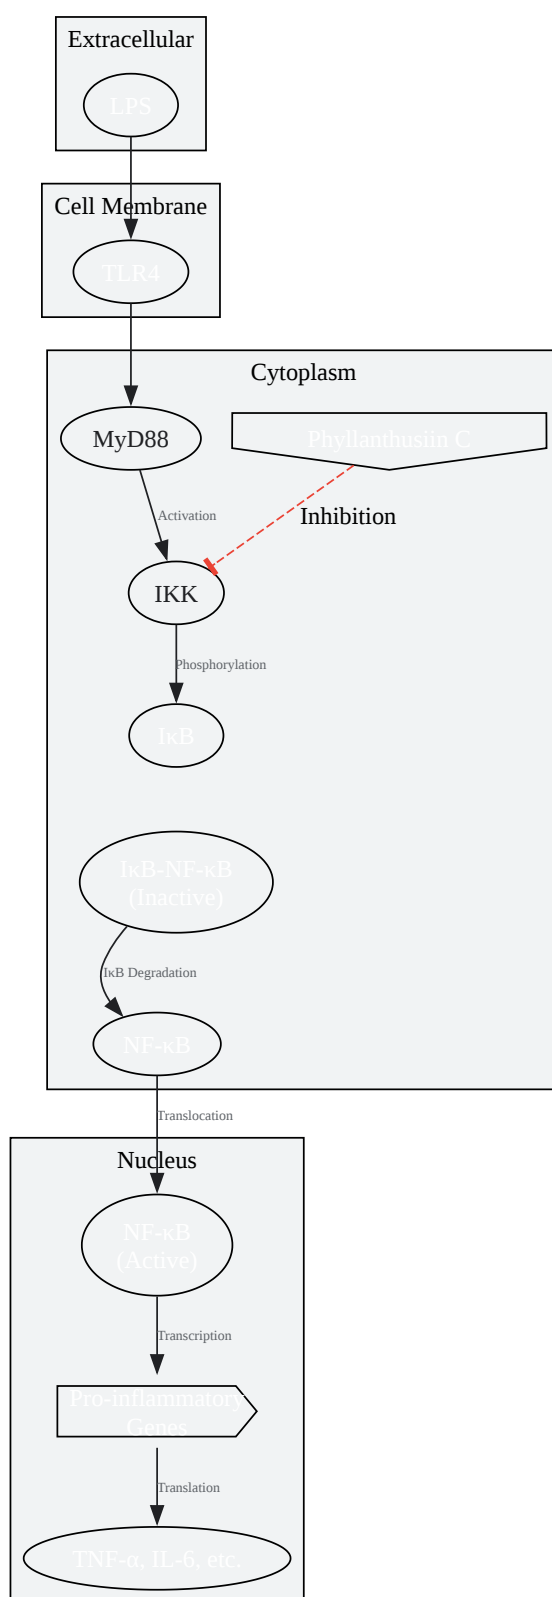 Extracellular
LPS
Cell Membrane
TLR4
Cytoplasm
MyD88
Phyllanthusiin C
Activation
Inhibition
IKK
Phosphorylation
IκB
IκB-NF-κB
(Inactive)
IκB Degradation
NF-κB
Translocation
Nucleus
NF-κB
(Active)
Transcription
Pro-inflammatory
Genes
Translation
TNF-α, IL-6, etc.